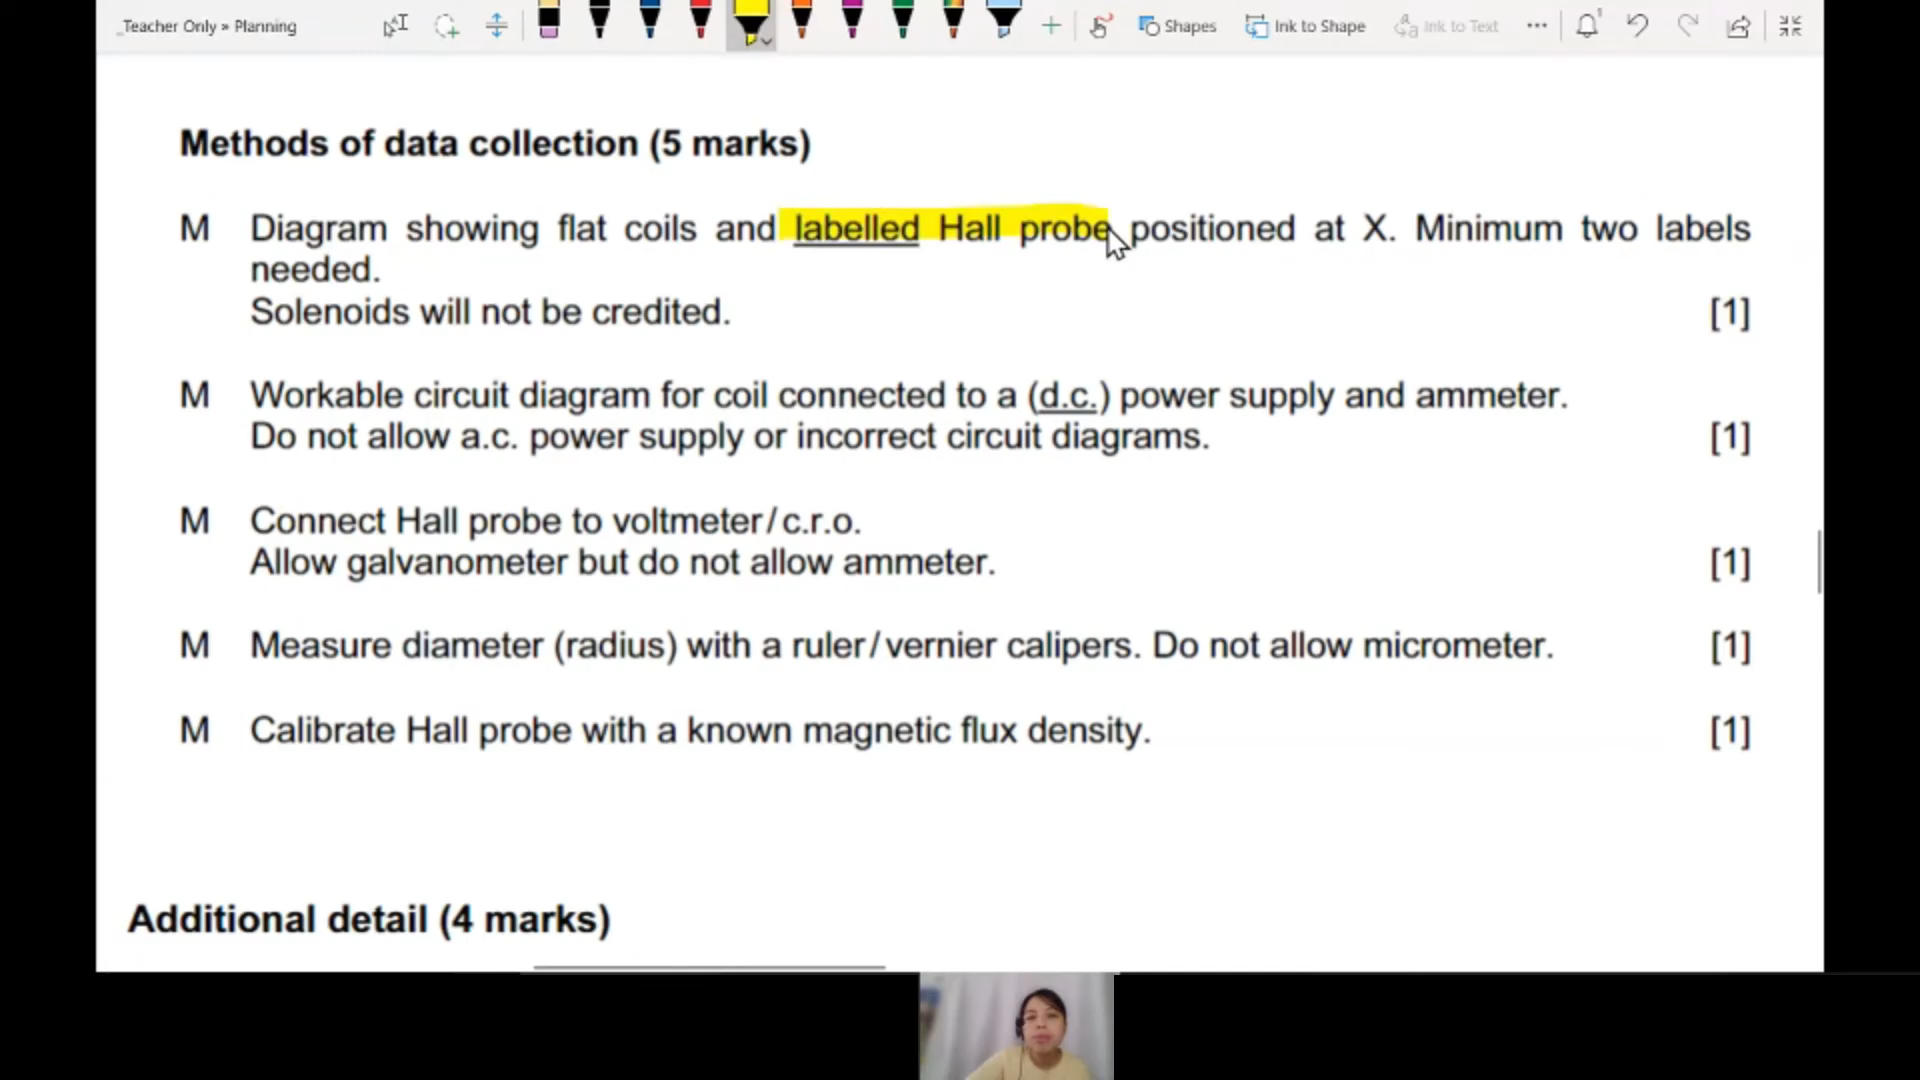 _Teacher Only » Planning
Shapes
Ink to Shape
Ink to Text
1
Methods of data collection (5 marks)
M Diagram showing flat coils and labelled Hall probe positioned at X. Minimum two labels
needed.
Solenoids will not be credited. [1]
M Workable circuit diagram for coil connected to a (d.c.) power supply and ammeter.
Do not allow a.c. power supply or incorrect circuit diagrams. [1]
M Connect Hall probe to voltmeter/c.r.o.
Allow galvanometer but do not allow ammeter. [1]
M Measure diameter (radius) with a ruler/vernier calipers. Do not allow micrometer. [1]
M Calibrate Hall probe with a known magnetic flux density. [1]
Additional detail (4 marks)